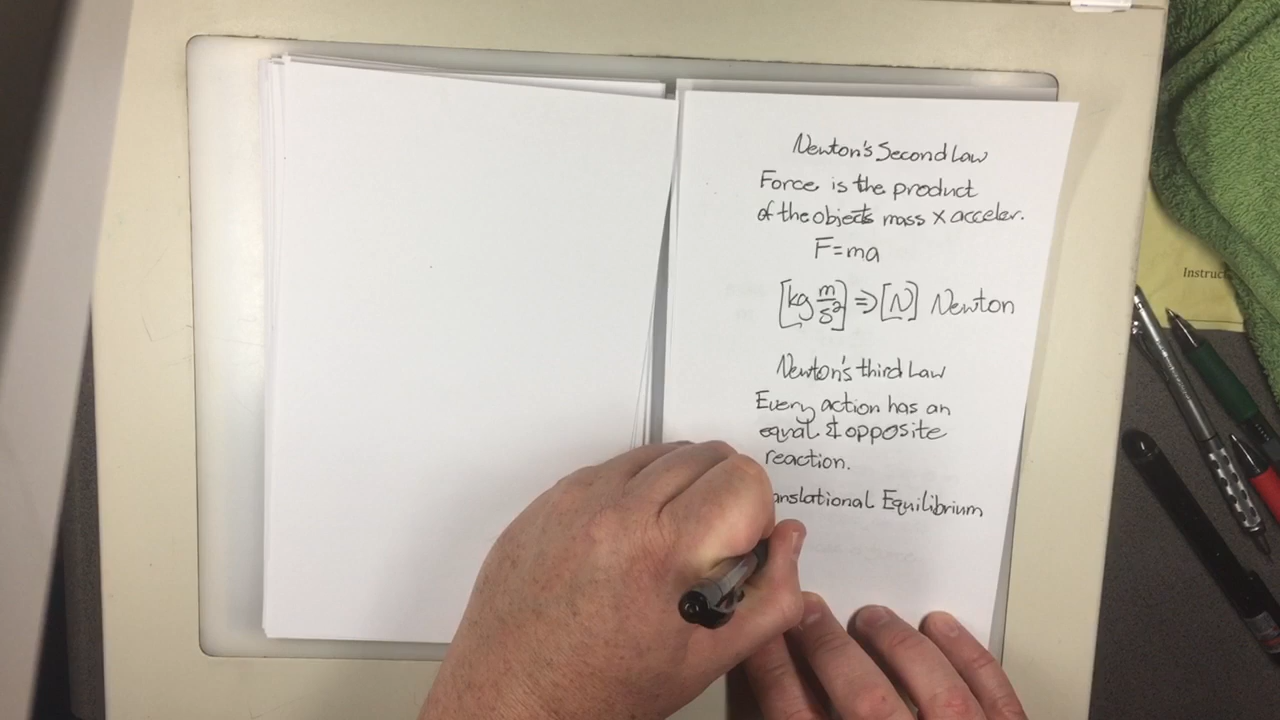 Newton's Second Law
Force is the product
of the objects mass x acceler.
F=ma
[kg m/s²] ⇒ [N] Newton
Newton's third Law
Every action has an
equal & opposite
reaction.
anslational Equilibrium
Instruc